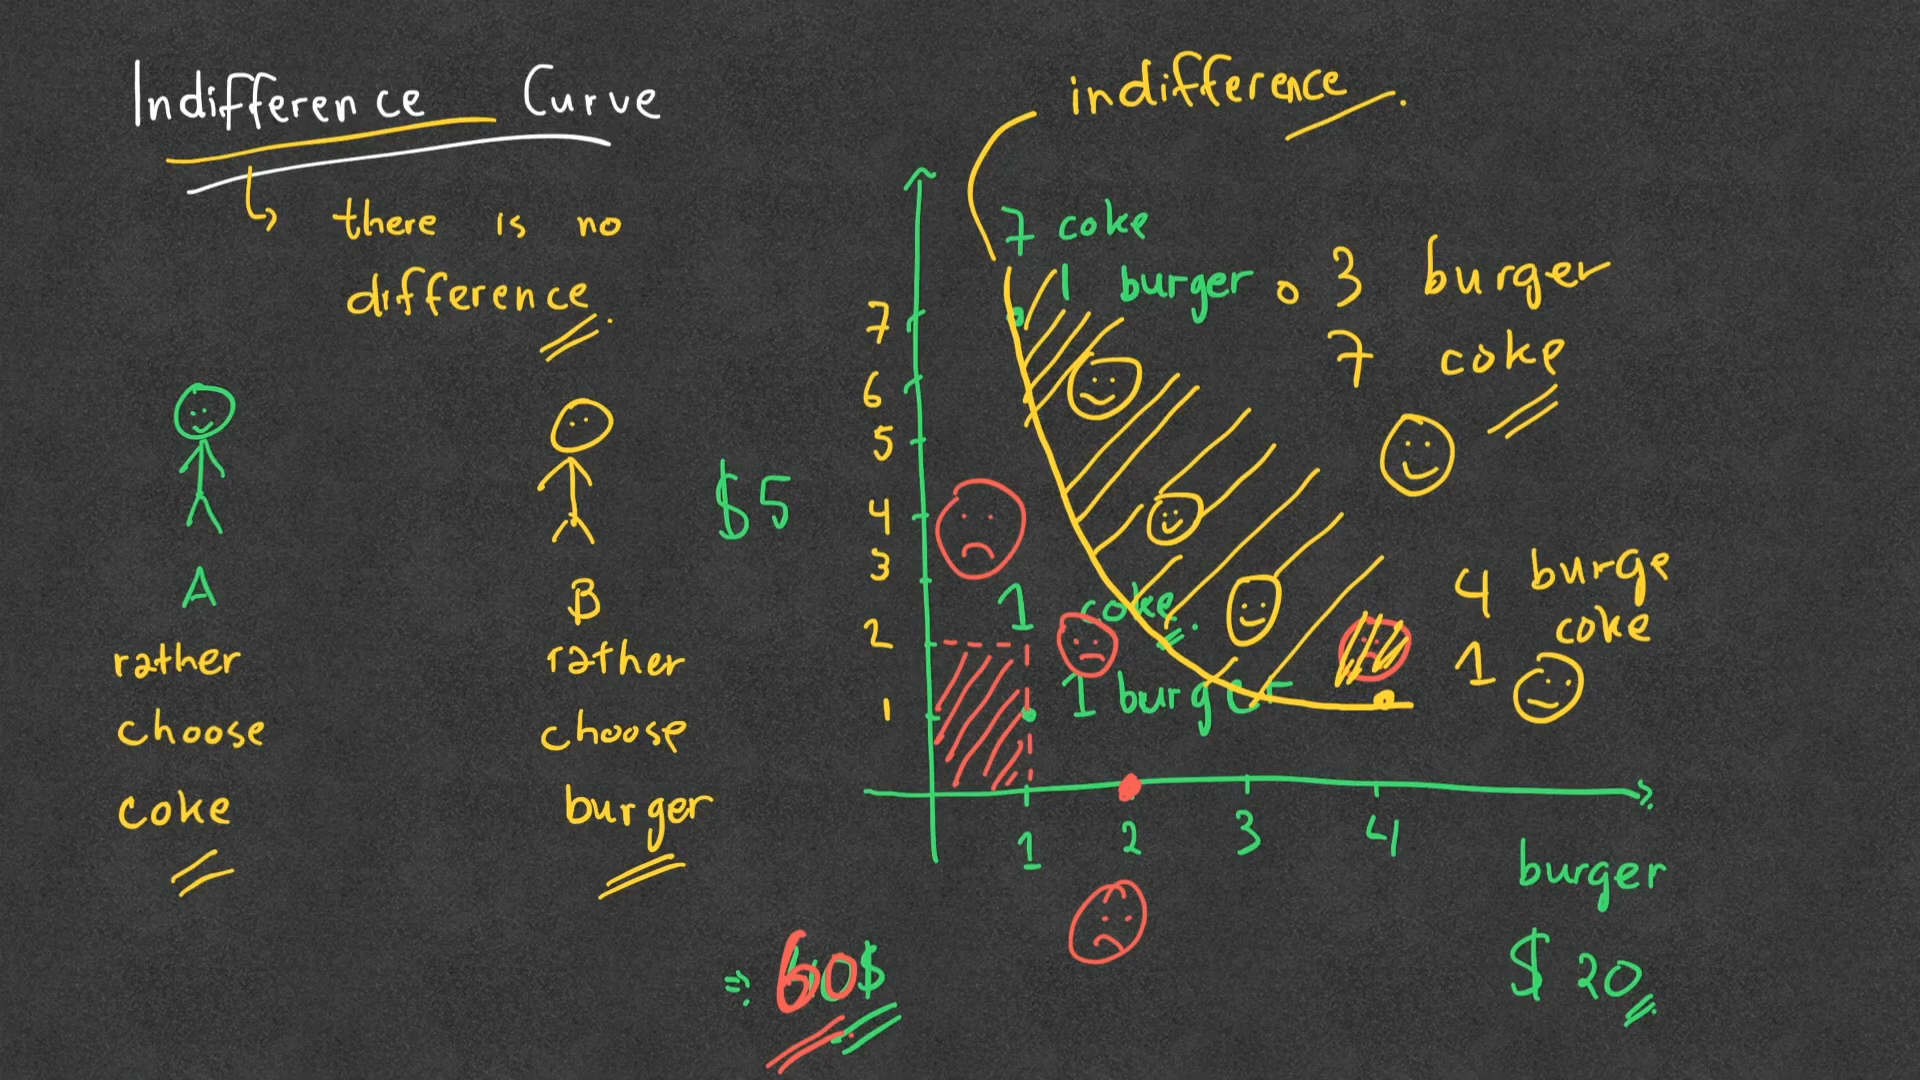 Indifference Curve
there is no
difference.
A
rather
choose
coke
B
rather
choose
burger
indifference.
7 coke
1 burger
3 burger
7 coke
7
6
5
4
3
2
1
$5
1 coke
1 burger
4 burge
coke
1
1 2 3 4
burger
$ 20
60$